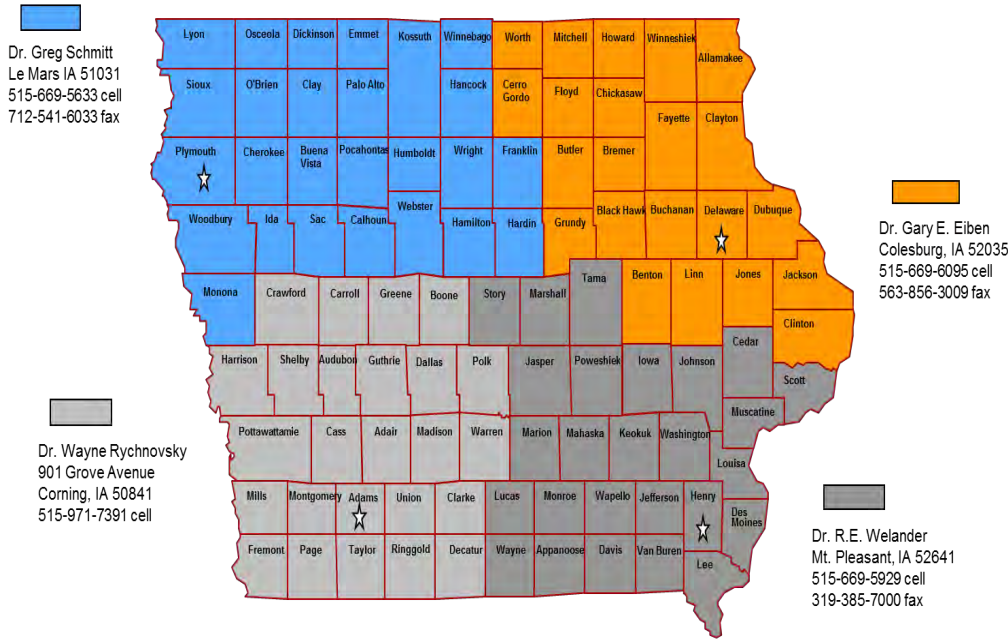 Dr. Greg Schmitt
Le Mars IA 51031
515-669-5633 cell
712-541-6033 fax
Lyon
Osceola
Dickinson
Emmet
Kossuth
Winnebago
Worth
Mitchell
Howard
Winneshiek
Allamakee
Sioux
O'Brien
Clay
Palo Alto
Hancock
Cerro
Gordo
Floyd
Chickasaw
Fayette
Clayton
Plymouth
Cherokee
Buena
Vista
Pocahontas
Humboldt
Wright
Franklin
Butler
Bremer
Woodbury
Ida
Sac
Calhoun
Webster
Hamilton
Hardin
Grundy
Black Hawk
Buchanan
Delaware
Dubuque
Dr. Gary E. Eiben
Colesburg, IA 52035
515-669-6095 cell
563-856-3009 fax
Monona
Crawford
Carroll
Greene
Boone
Story
Marshall
Tama
Benton
Linn
Jones
Jackson
Clinton
Harrison
Shelby
Audubon
Guthrie
Dallas
Polk
Jasper
Poweshiek
Iowa
Johnson
Cedar
Scott
Muscatine
Dr. Wayne Rychnovsky
901 Grove Avenue
Corning, IA 50841
515-971-7391 cell
Pottawattamie
Cass
Adair
Madison
Warren
Marion
Mahaska
Keokuk
Washington
Louisa
Mills
Montgomery
Adams
Union
Clarke
Lucas
Monroe
Wapello
Jefferson
Henry
Des
Moines
Fremont
Page
Taylor
Ringgold
Decatur
Wayne
Appanoose
Davis
Van Buren
Lee
Dr. R.E. Welander
Mt. Pleasant, IA 52641
515-669-5929 cell
319-385-7000 fax